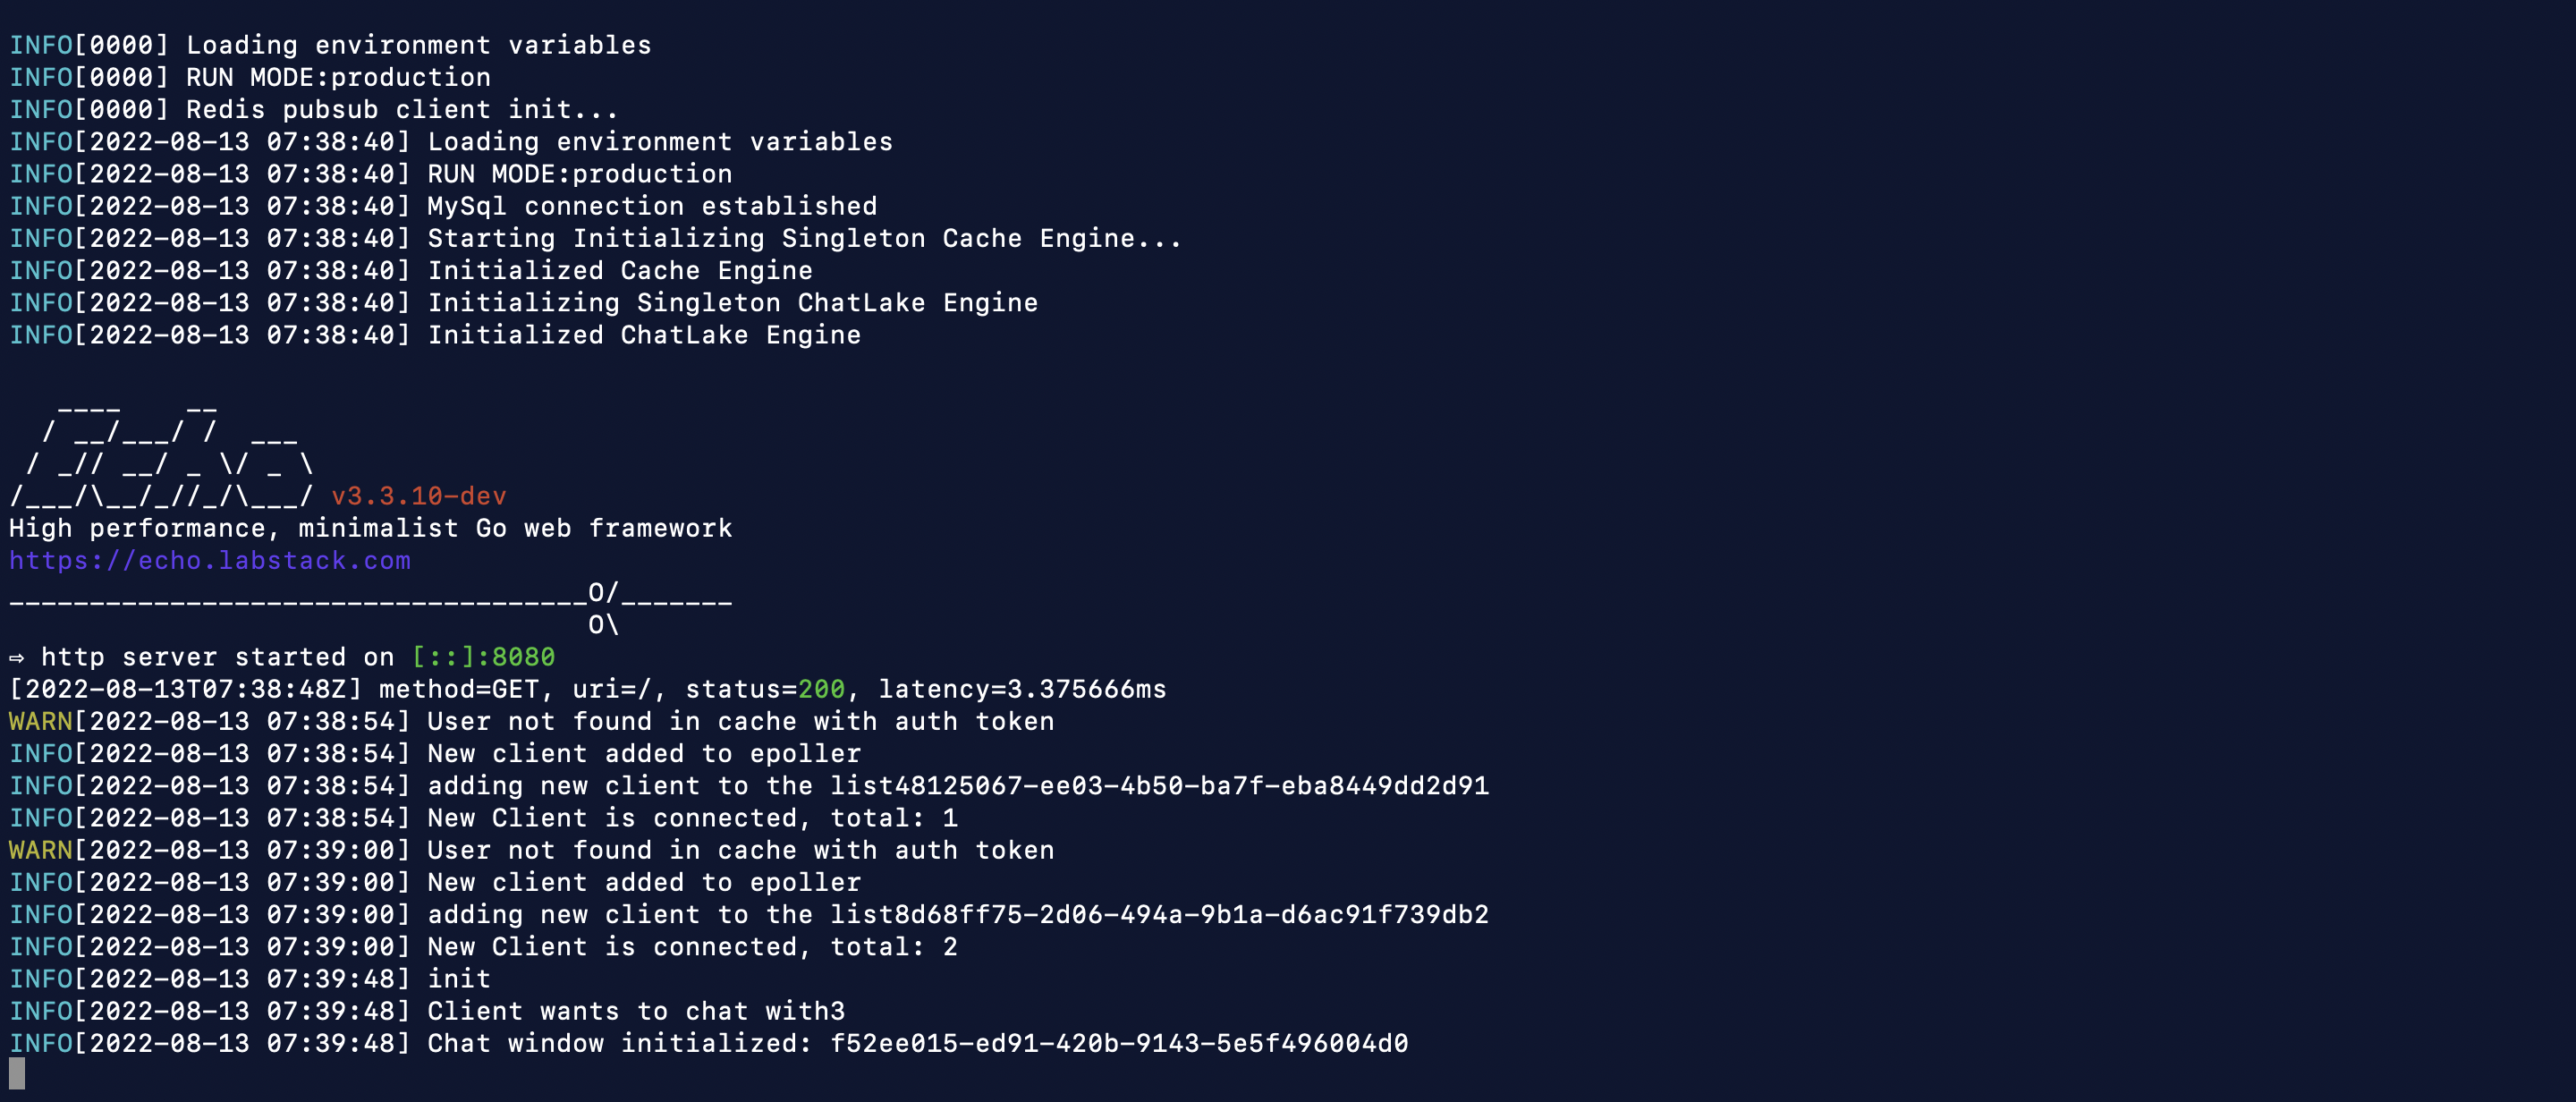 INFO[0000] Loading environment variables
INFO[0000] RUN MODE:production
INFO[0000] Redis pubsub client init...
INFO[2022-08-13 07:38:40] Loading environment variables
INFO[2022-08-13 07:38:40] RUN MODE:production
INFO[2022-08-13 07:38:40] MySql connection established
INFO[2022-08-13 07:38:40] Starting Initializing Singleton Cache Engine...
INFO[2022-08-13 07:38:40] Initialized Cache Engine
INFO[2022-08-13 07:38:40] Initializing Singleton ChatLake Engine
INFO[2022-08-13 07:38:40] Initialized ChatLake Engine
   ____    __
  / __/___/ /  ___
 / _// __/ _ \/ _ \
/___/\__/_//_/\___/ v3.3.10-dev
High performance, minimalist Go web framework
https://echo.labstack.com
____________________________________O/_______
                                    O\
⇨ http server started on [::]:8080
[2022-08-13T07:38:48Z] method=GET, uri=/, status=200, latency=3.375666ms
WARN[2022-08-13 07:38:54] User not found in cache with auth token
INFO[2022-08-13 07:38:54] New client added to epoller
INFO[2022-08-13 07:38:54] adding new client to the list48125067-ee03-4b50-ba7f-eba8449dd2d91
INFO[2022-08-13 07:38:54] New Client is connected, total: 1
WARN[2022-08-13 07:39:00] User not found in cache with auth token
INFO[2022-08-13 07:39:00] New client added to epoller
INFO[2022-08-13 07:39:00] adding new client to the list8d68ff75-2d06-494a-9b1a-d6ac91f739db2
INFO[2022-08-13 07:39:00] New Client is connected, total: 2
INFO[2022-08-13 07:39:48] init
INFO[2022-08-13 07:39:48] Client wants to chat with3
INFO[2022-08-13 07:39:48] Chat window initialized: f52ee015-ed91-420b-9143-5e5f496004d0